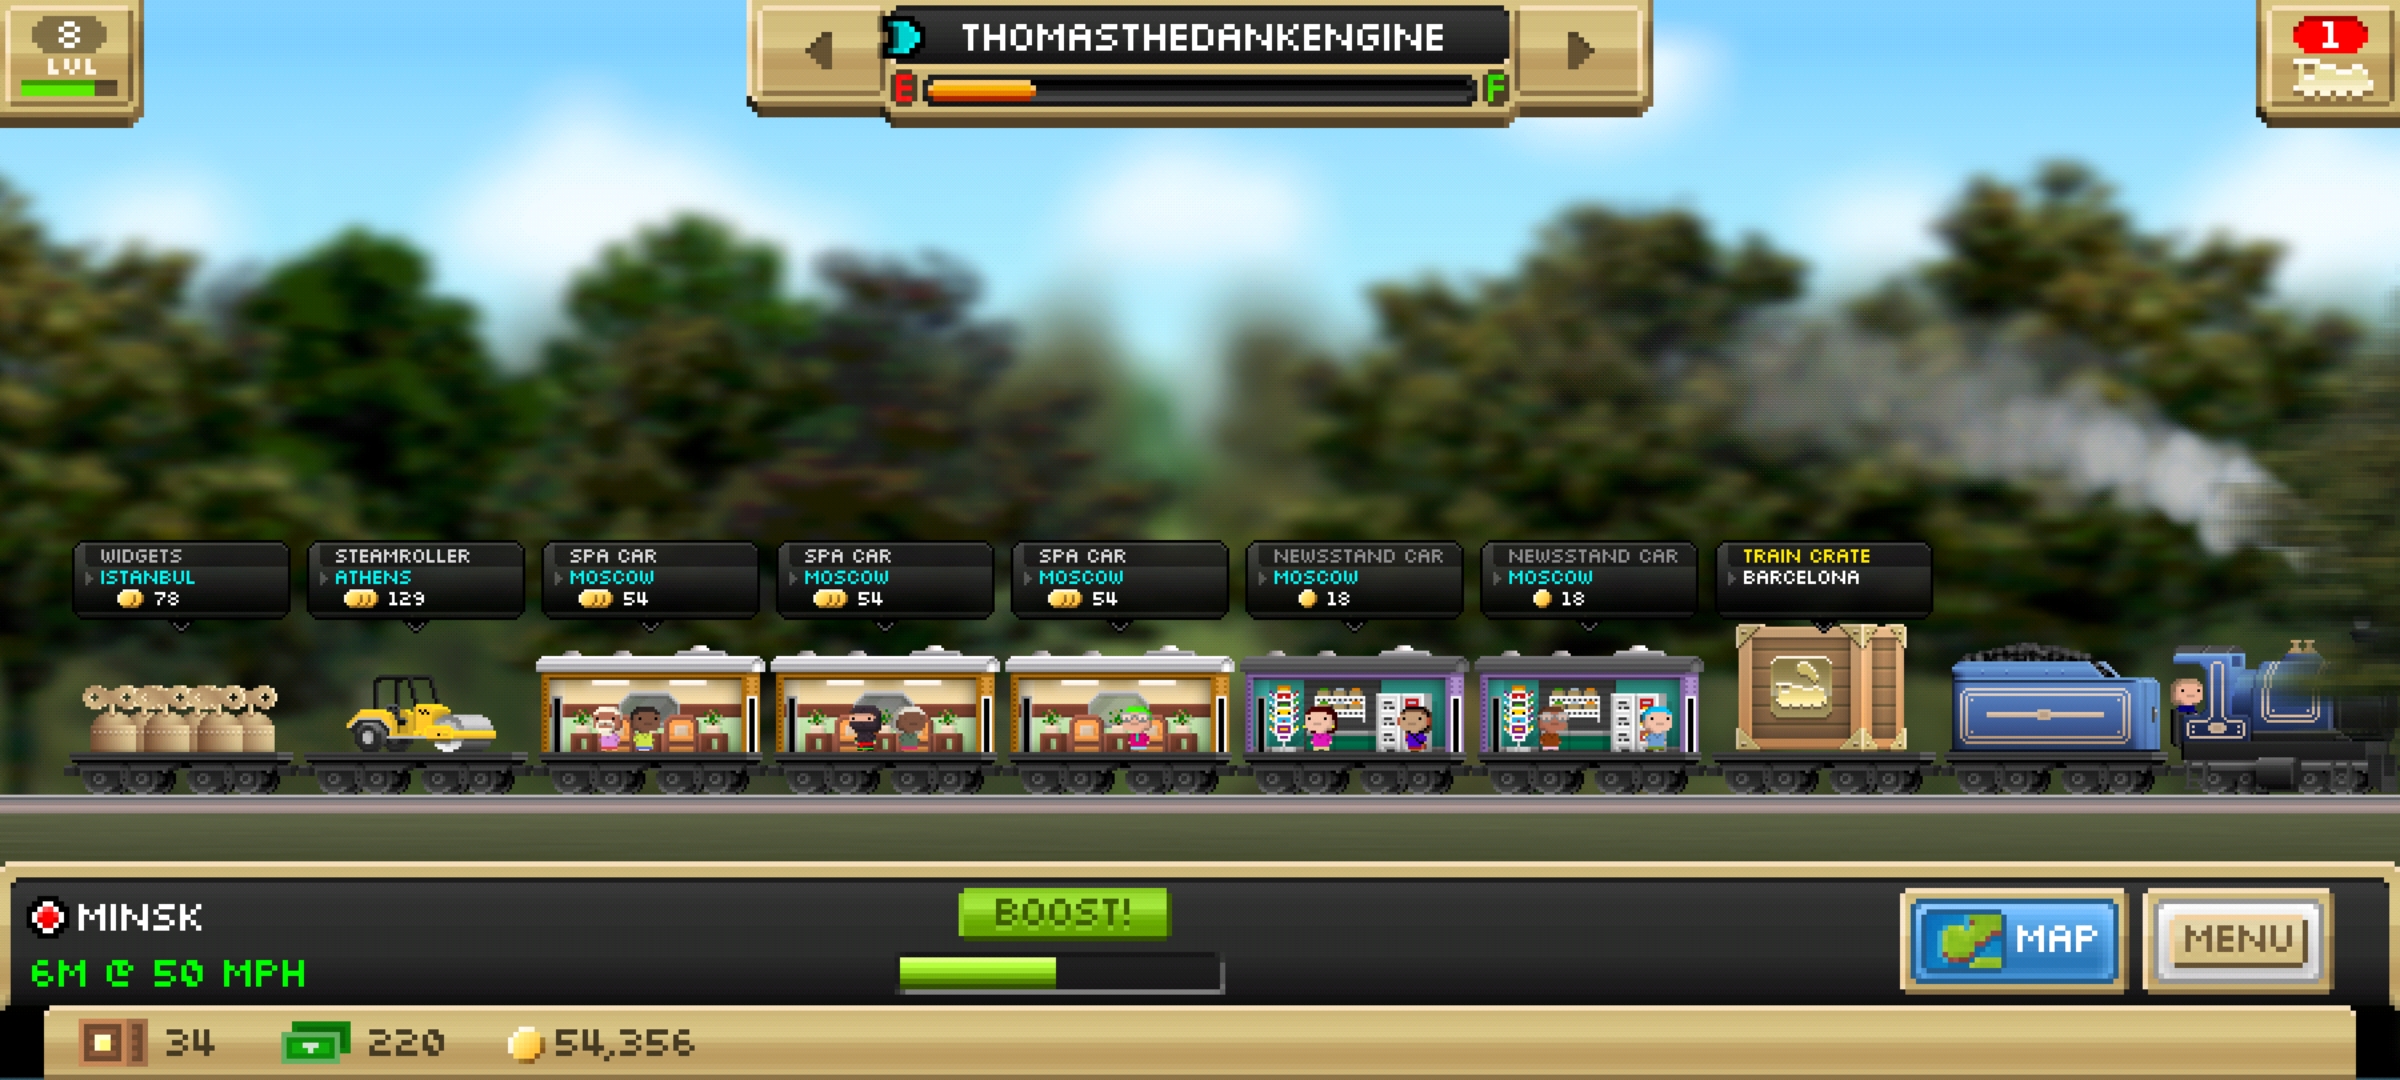 8
LVL
THOMASTHEDANKENGINE
E F
1
WIDGETS
ISTANBUL
78
STEAMROLLER
ATHENS
129
SPA CAR
MOSCOW
54
SPA CAR
MOSCOW
54
SPA CAR
MOSCOW
54
NEWSSTAND CAR
MOSCOW
18
NEWSSTAND CAR
MOSCOW
18
TRAIN CRATE
BARCELONA
MINSK
6M @ 50 MPH
BOOST!
MAP
MENU
34
220
54,356